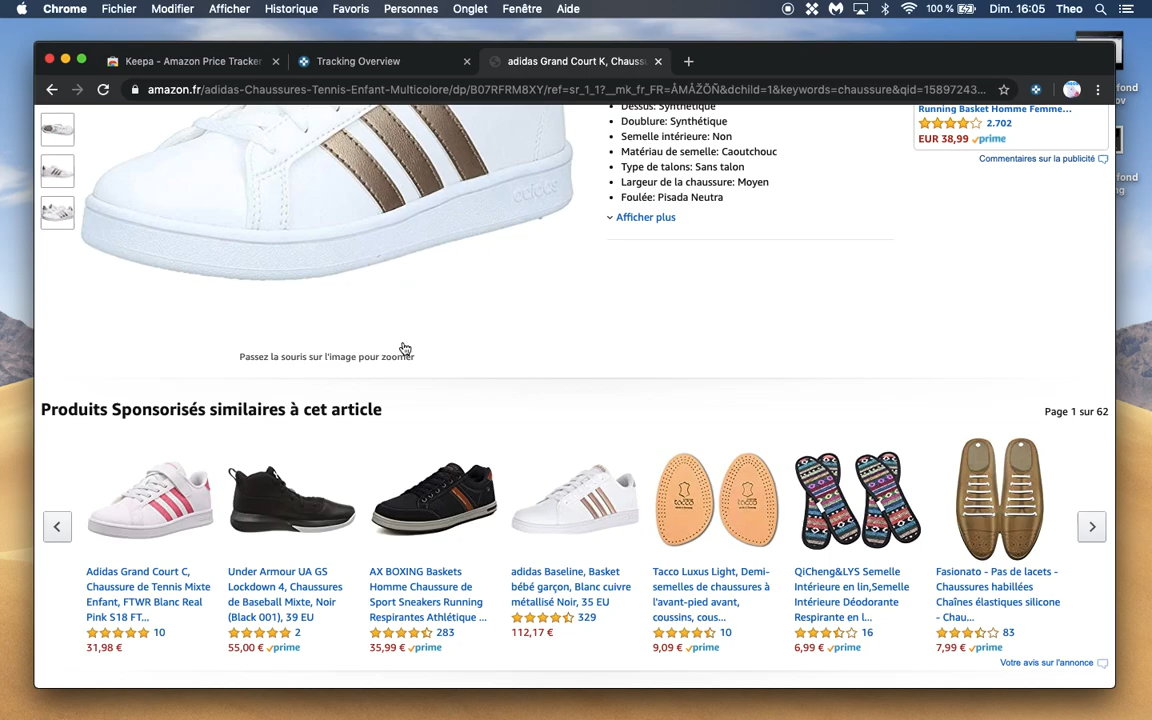 Chrome Fichier Modifier Afficher Historique Favoris Personnes Onglet Fenêtre Aide 100 % Dim. 16:05 Theo
Keepa - Amazon Price Tracker
Tracking Overview
adidas Grand Court K, Chauss
amazon.fr/adidas-Chaussures-Tennis-Enfant-Multicolore/dp/B07RFRM8XY/ref=sr_1_1?__mk_fr_FR=ÅMÅŽÕÑ&dchild=1&keywords=chaussure&qid=15897243...
Dessus: Synthétique
Doublure: Synthétique
Semelle intérieure: Non
Matériau de semelle: Caoutchouc
Type de talons: Sans talon
Largeur de la chaussure: Moyen
Foulée: Pisada Neutra
Afficher plus
Running Basket Homme Femme...
2.702
EUR 38,99 prime
Commentaires sur la publicité
adidas
Passez la souris sur l'image pour zoomer
Produits Sponsorisés similaires à cet article
Page 1 sur 62
Adidas Grand Court C,
Chaussure de Tennis Mixte
Enfant, FTWR Blanc Real
Pink S18 FT...
10
31,98 €
Under Armour UA GS
Lockdown 4, Chaussures
de Baseball Mixte, Noir
(Black 001), 39 EU
2
55,00 € prime
AX BOXING Baskets
Homme Chaussure de
Sport Sneakers Running
Respirantes Athlétique ...
283
35,99 € prime
adidas Baseline, Basket
bébé garçon, Blanc cuivre
métallisé Noir, 35 EU
329
112,17 €
Tacco Luxus Light, Demi-
semelles de chaussures à
l'avant-pied avant,
coussins, cous...
10
9,09 € prime
QiCheng&LYS Semelle
Intérieure en lin,Semelle
Intérieure Déodorante
Respirante en l...
16
6,99 € prime
Fasionato - Pas de lacets -
Chaussures habillées
Chaînes élastiques silicone
- Chau...
83
7,99 € prime
Votre avis sur l'annonce